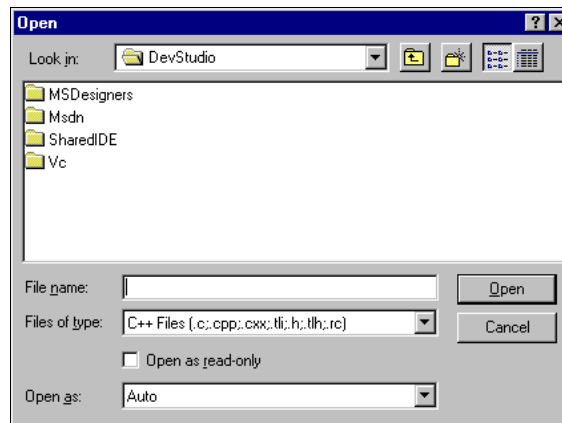 Open
Look in: DevStudio
MSDesigners
Msdn
SharedIDE
Vc
File name: Open
Files of type: C++ Files (.c;.cpp;.cxx;.tli;.h;.tlh;.rc) Cancel
Open as read-only
Open as: Auto